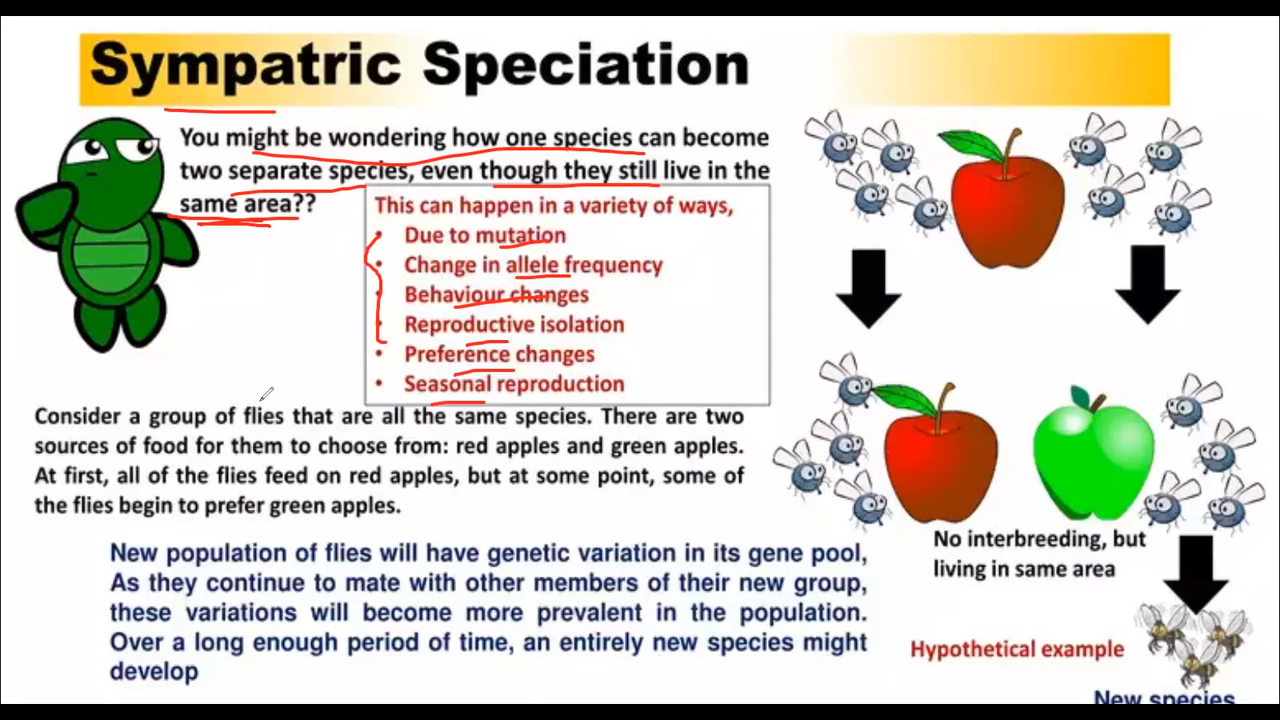 Sympatric Speciation
You might be wondering how one species can become
two separate species, even though they still live in the
same area??
This can happen in a variety of ways,
• Due to mutation
• Change in allele frequency
• Behaviour changes
• Reproductive isolation
• Preference changes
• Seasonal reproduction
Consider a group of flies that are all the same species. There are two
sources of food for them to choose from: red apples and green apples.
At first, all of the flies feed on red apples, but at some point, some of
the flies begin to prefer green apples.
New population of flies will have genetic variation in its gene pool,
As they continue to mate with other members of their new group,
these variations will become more prevalent in the population.
Over a long enough period of time, an entirely new species might
develop
No interbreeding, but
living in same area
Hypothetical example
New species